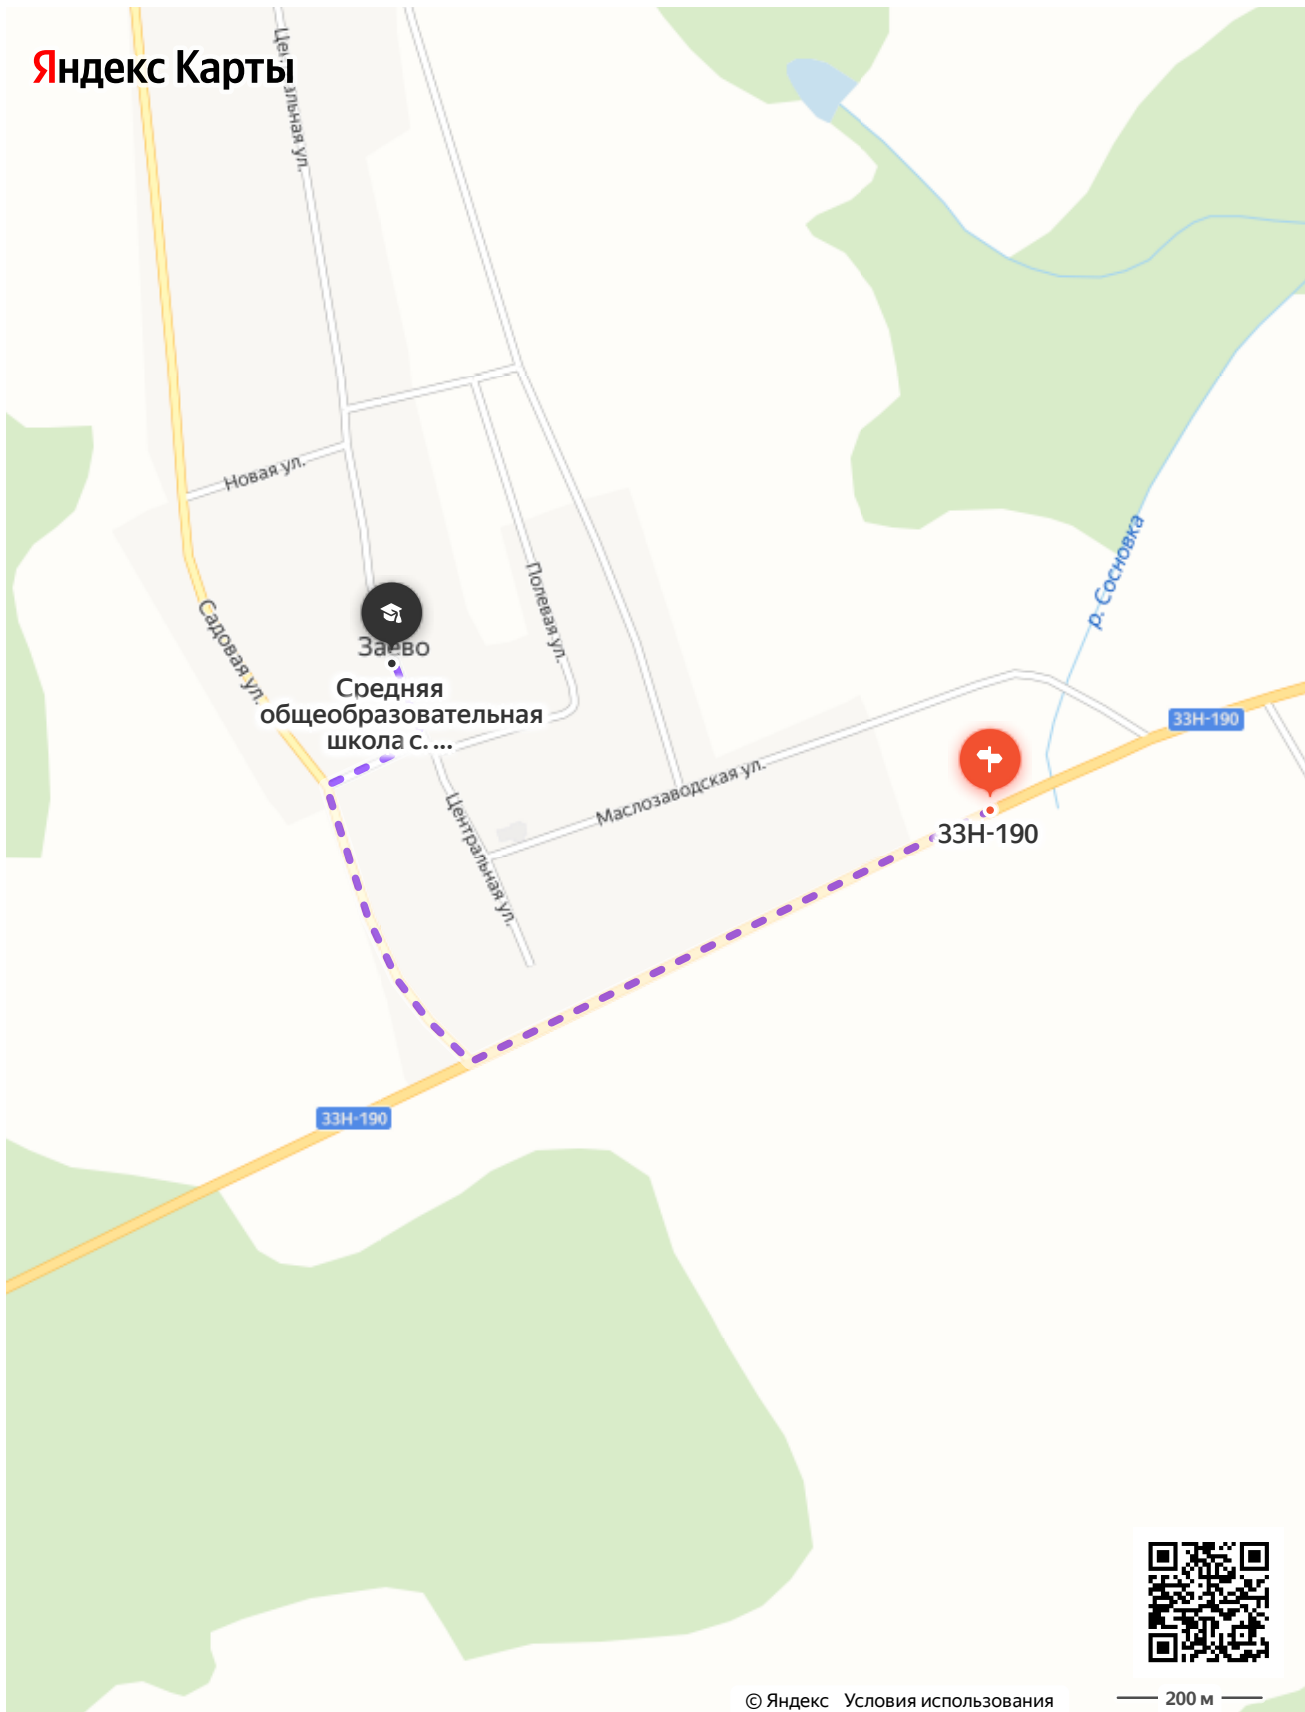 Яндекс Карты
Центральная ул.
Новая ул.
Садовая ул.
Полевая ул.
р. Сосновка
Заево
Средняя
общеобразовательная
школа с. ...
33Н-190
Маслозаводская ул.
33Н-190
Центральная ул.
33Н-190
© Яндекс Условия использования
200 м